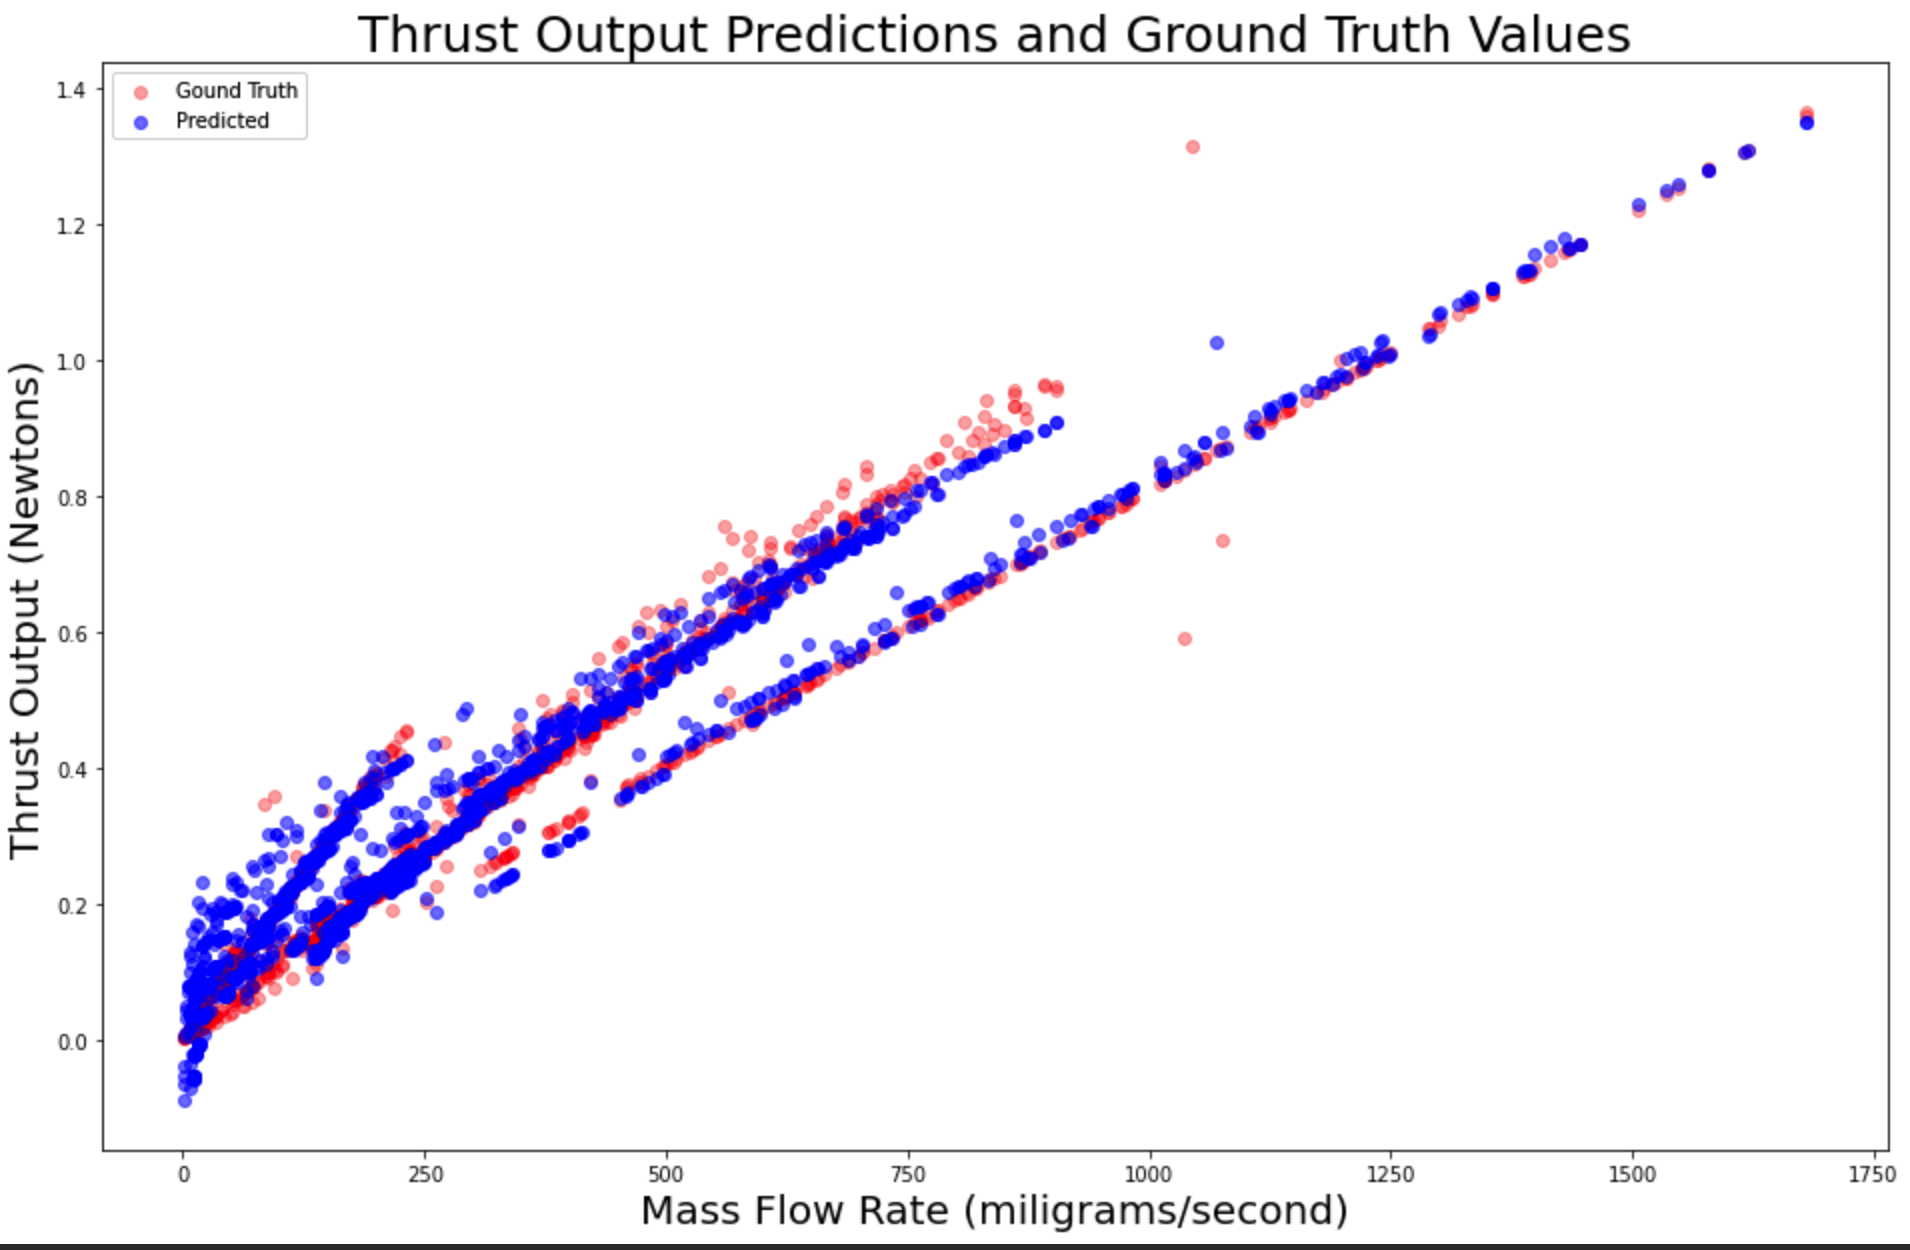 Thrust Output Predictions and Ground Truth Values
Gound Truth
Predicted
Thrust Output (Newtons)
1.4
1.2
1.0
0.8
0.6
0.4
0.2
0.0
0 250 500 750 1000 1250 1500 1750
Mass Flow Rate (miligrams/second)